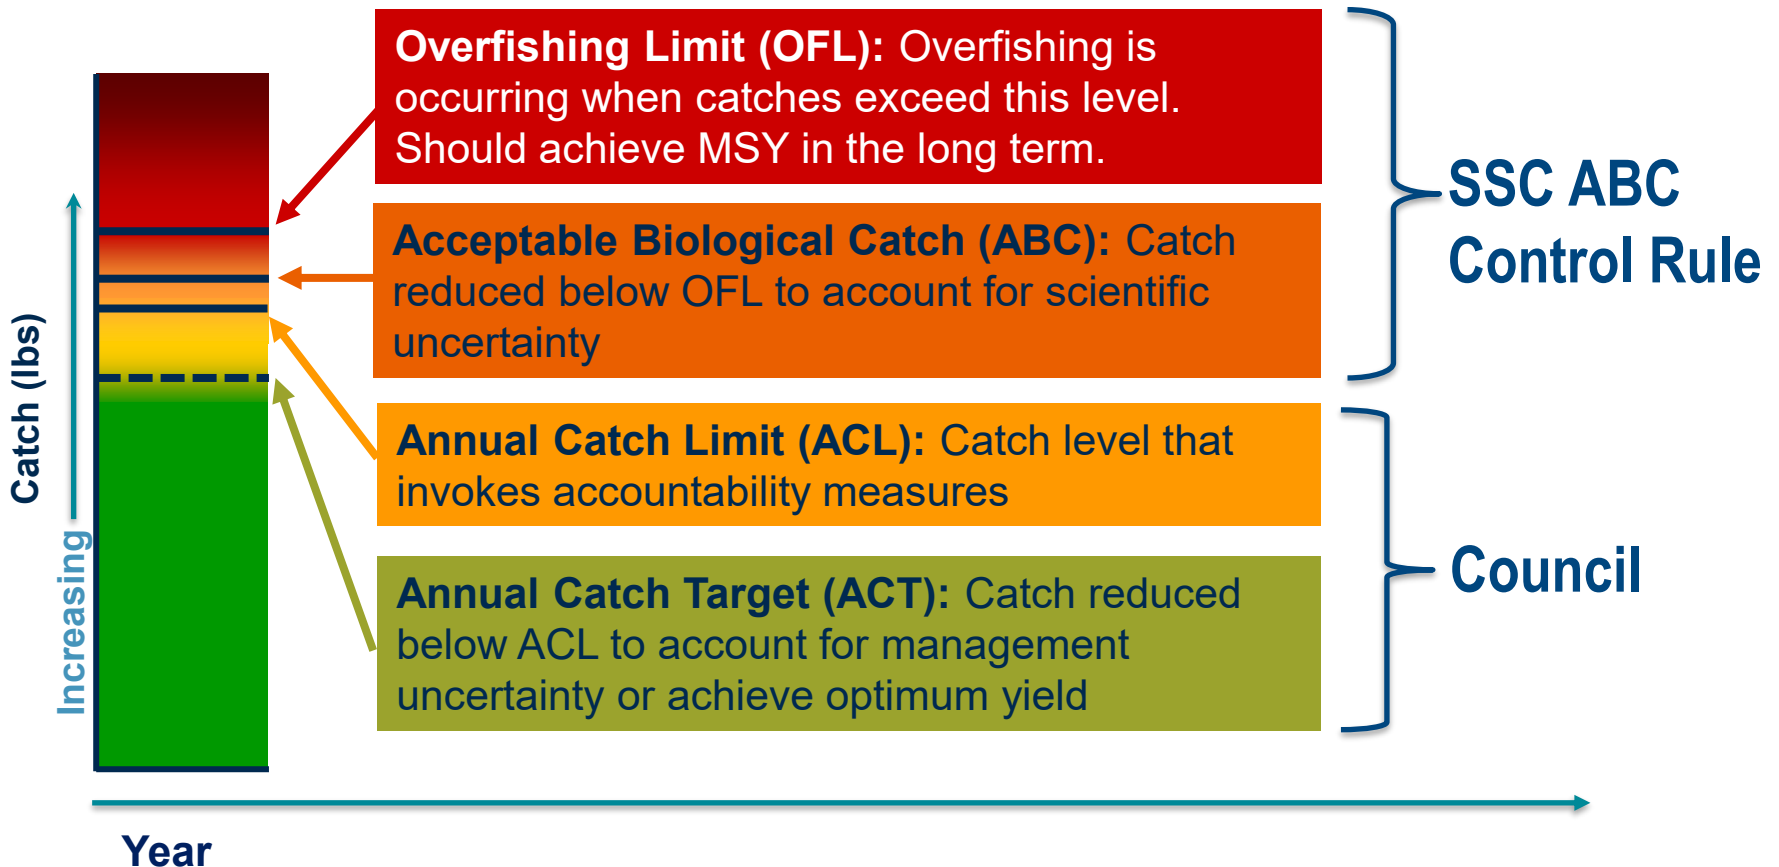 Overfishing Limit (OFL): Overfishing is
occurring when catches exceed this level.
Should achieve MSY in the long term.
Acceptable Biological Catch (ABC): Catch
reduced below OFL to account for scientific
uncertainty
SSC ABC
Control Rule
Annual Catch Limit (ACL): Catch level that
invokes accountability measures
Annual Catch Target (ACT): Catch reduced
below ACL to account for management
uncertainty or achieve optimum yield
Council
Catch (lbs)
Increasing
Year